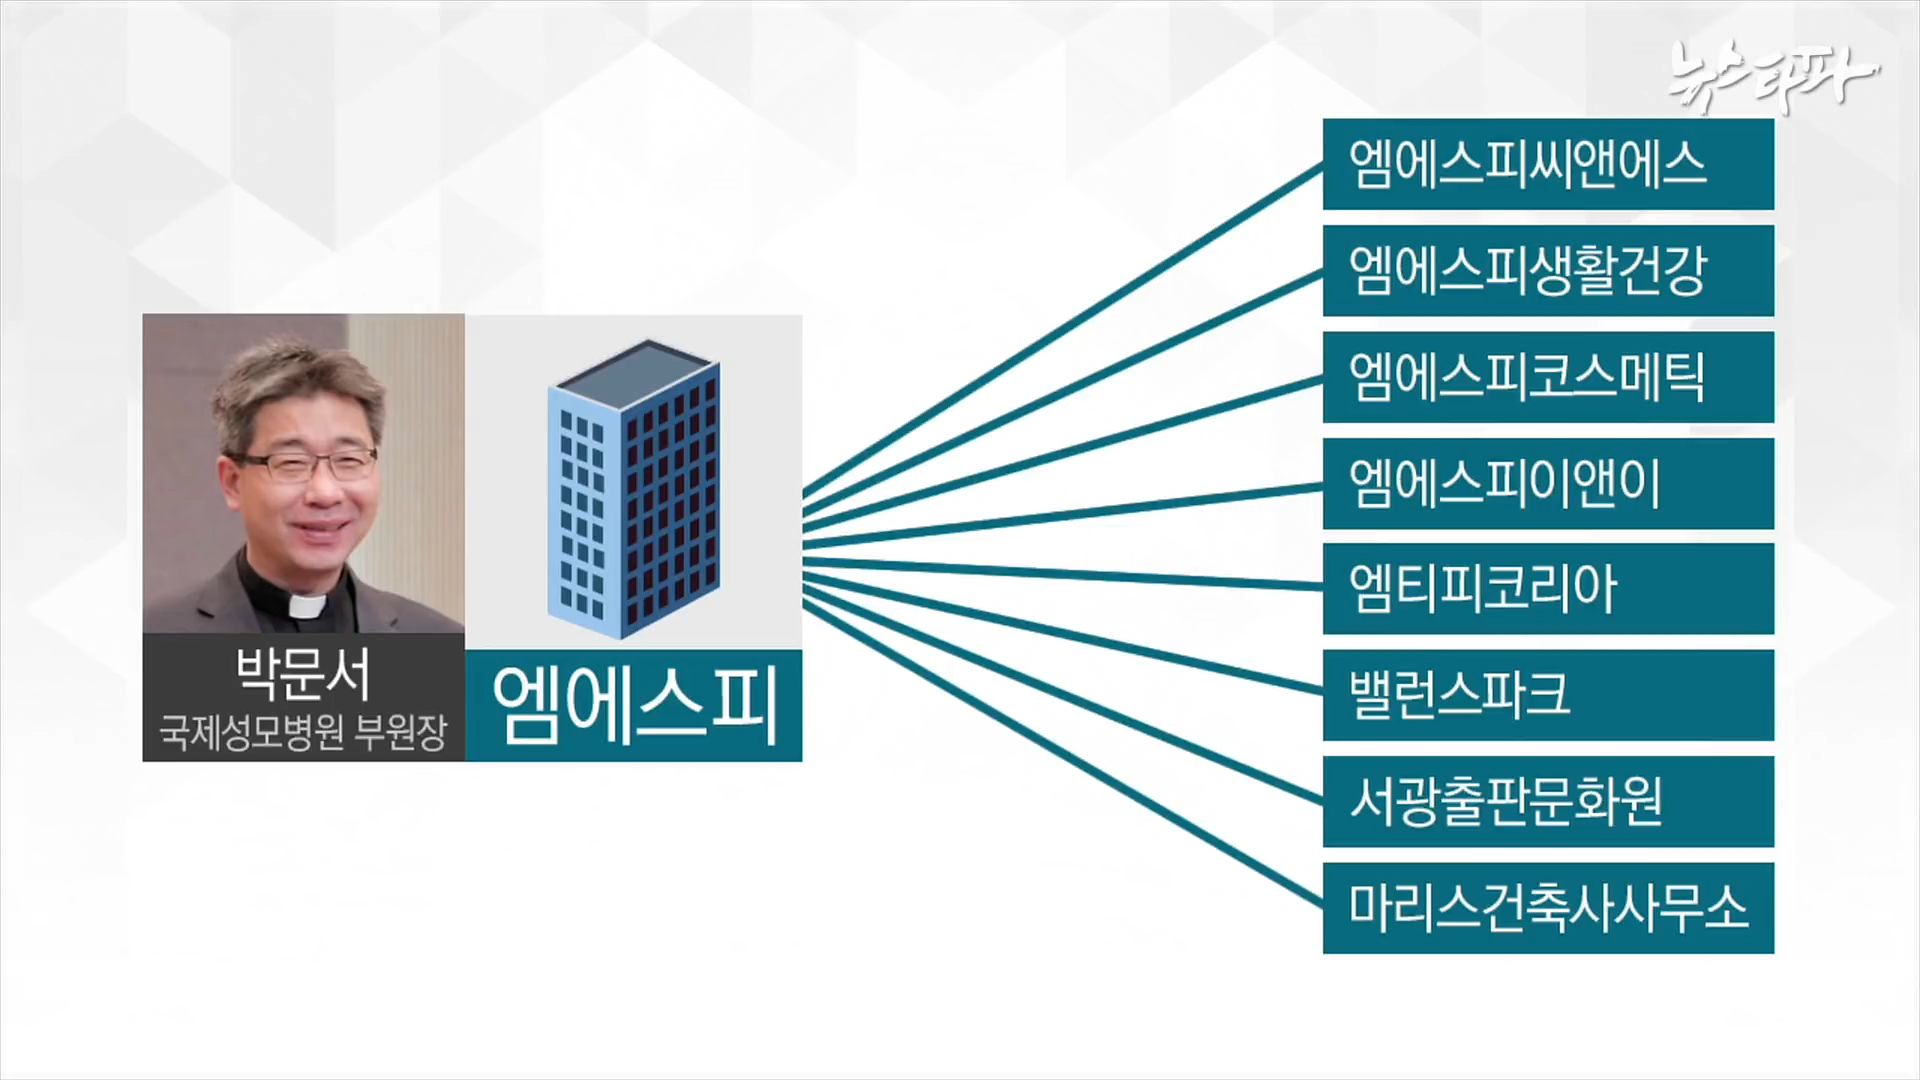 뉴스타파
엠에스피씨앤에스
엠에스피생활건강
엠에스피코스메틱
엠에스피이앤이
엠티피코리아
밸런스파크
서광출판문화원
마리스건축사사무소
박문서
국제성모병원 부원장
엠에스피